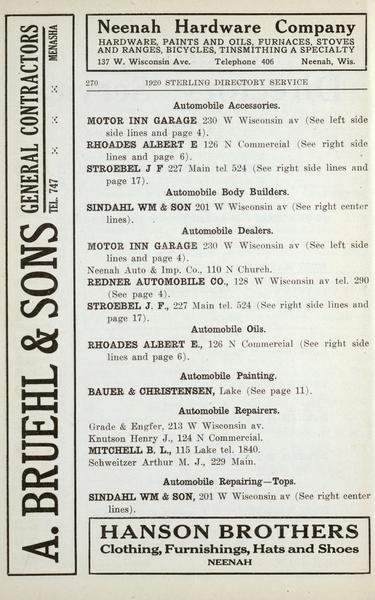 A. BRUEHL & SONS
GENERAL CONTRACTORS
TEL. 747 MENASHA
Neenah Hardware Company
HARDWARE, PAINTS AND OILS, FURNACES, STOVES
AND RANGES, BICYCLES, TINSMITHING A SPECIALTY
137 W. Wisconsin Ave. Telephone 406 Neenah, Wis.
270 1920 STERLING DIRECTORY SERVICE
Automobile Accessories.
MOTOR INN GARAGE 230 W Wisconsin av (See left side
side lines and page 4).
RHOADES ALBERT E 126 N Commercial (See right side
lines and page 6).
STROEBEL J F 227 Main tel 524 (See right side lines and
page 17).
Automobile Body Builders.
SINDAHL WM & SON 201 W Wisconsin av (See right center
lines).
Automobile Dealers.
MOTOR INN GARAGE 230 W Wisconsin av (See left side
lines and page 4).
Neenah Auto & Imp. Co., 110 N Church.
REDNER AUTOMOBILE CO., 128 W Wisconsin av tel. 290
(See page 4).
STROEBEL J. F., 227 Main tel. 524 (See right side lines and
page 17).
Automobile Oils.
RHOADES ALBERT E., 126 N Commercial (See right side
lines and page 6).
Automobile Painting.
BAUER & CHRISTENSEN, Lake (See page 11).
Automobile Repairers.
Grade & Engfer, 213 W Wisconsin av.
Knutson Henry J., 124 N Commercial.
MITCHELL B. L., 115 Lake tel. 1840.
Schweitzer Arthur M. J., 229 Main.
Automobile Repairing—Tops.
SINDAHL WM & SON, 201 W Wisconsin av (See right center
lines).
HANSON BROTHERS
Clothing, Furnishings, Hats and Shoes
NEENAH